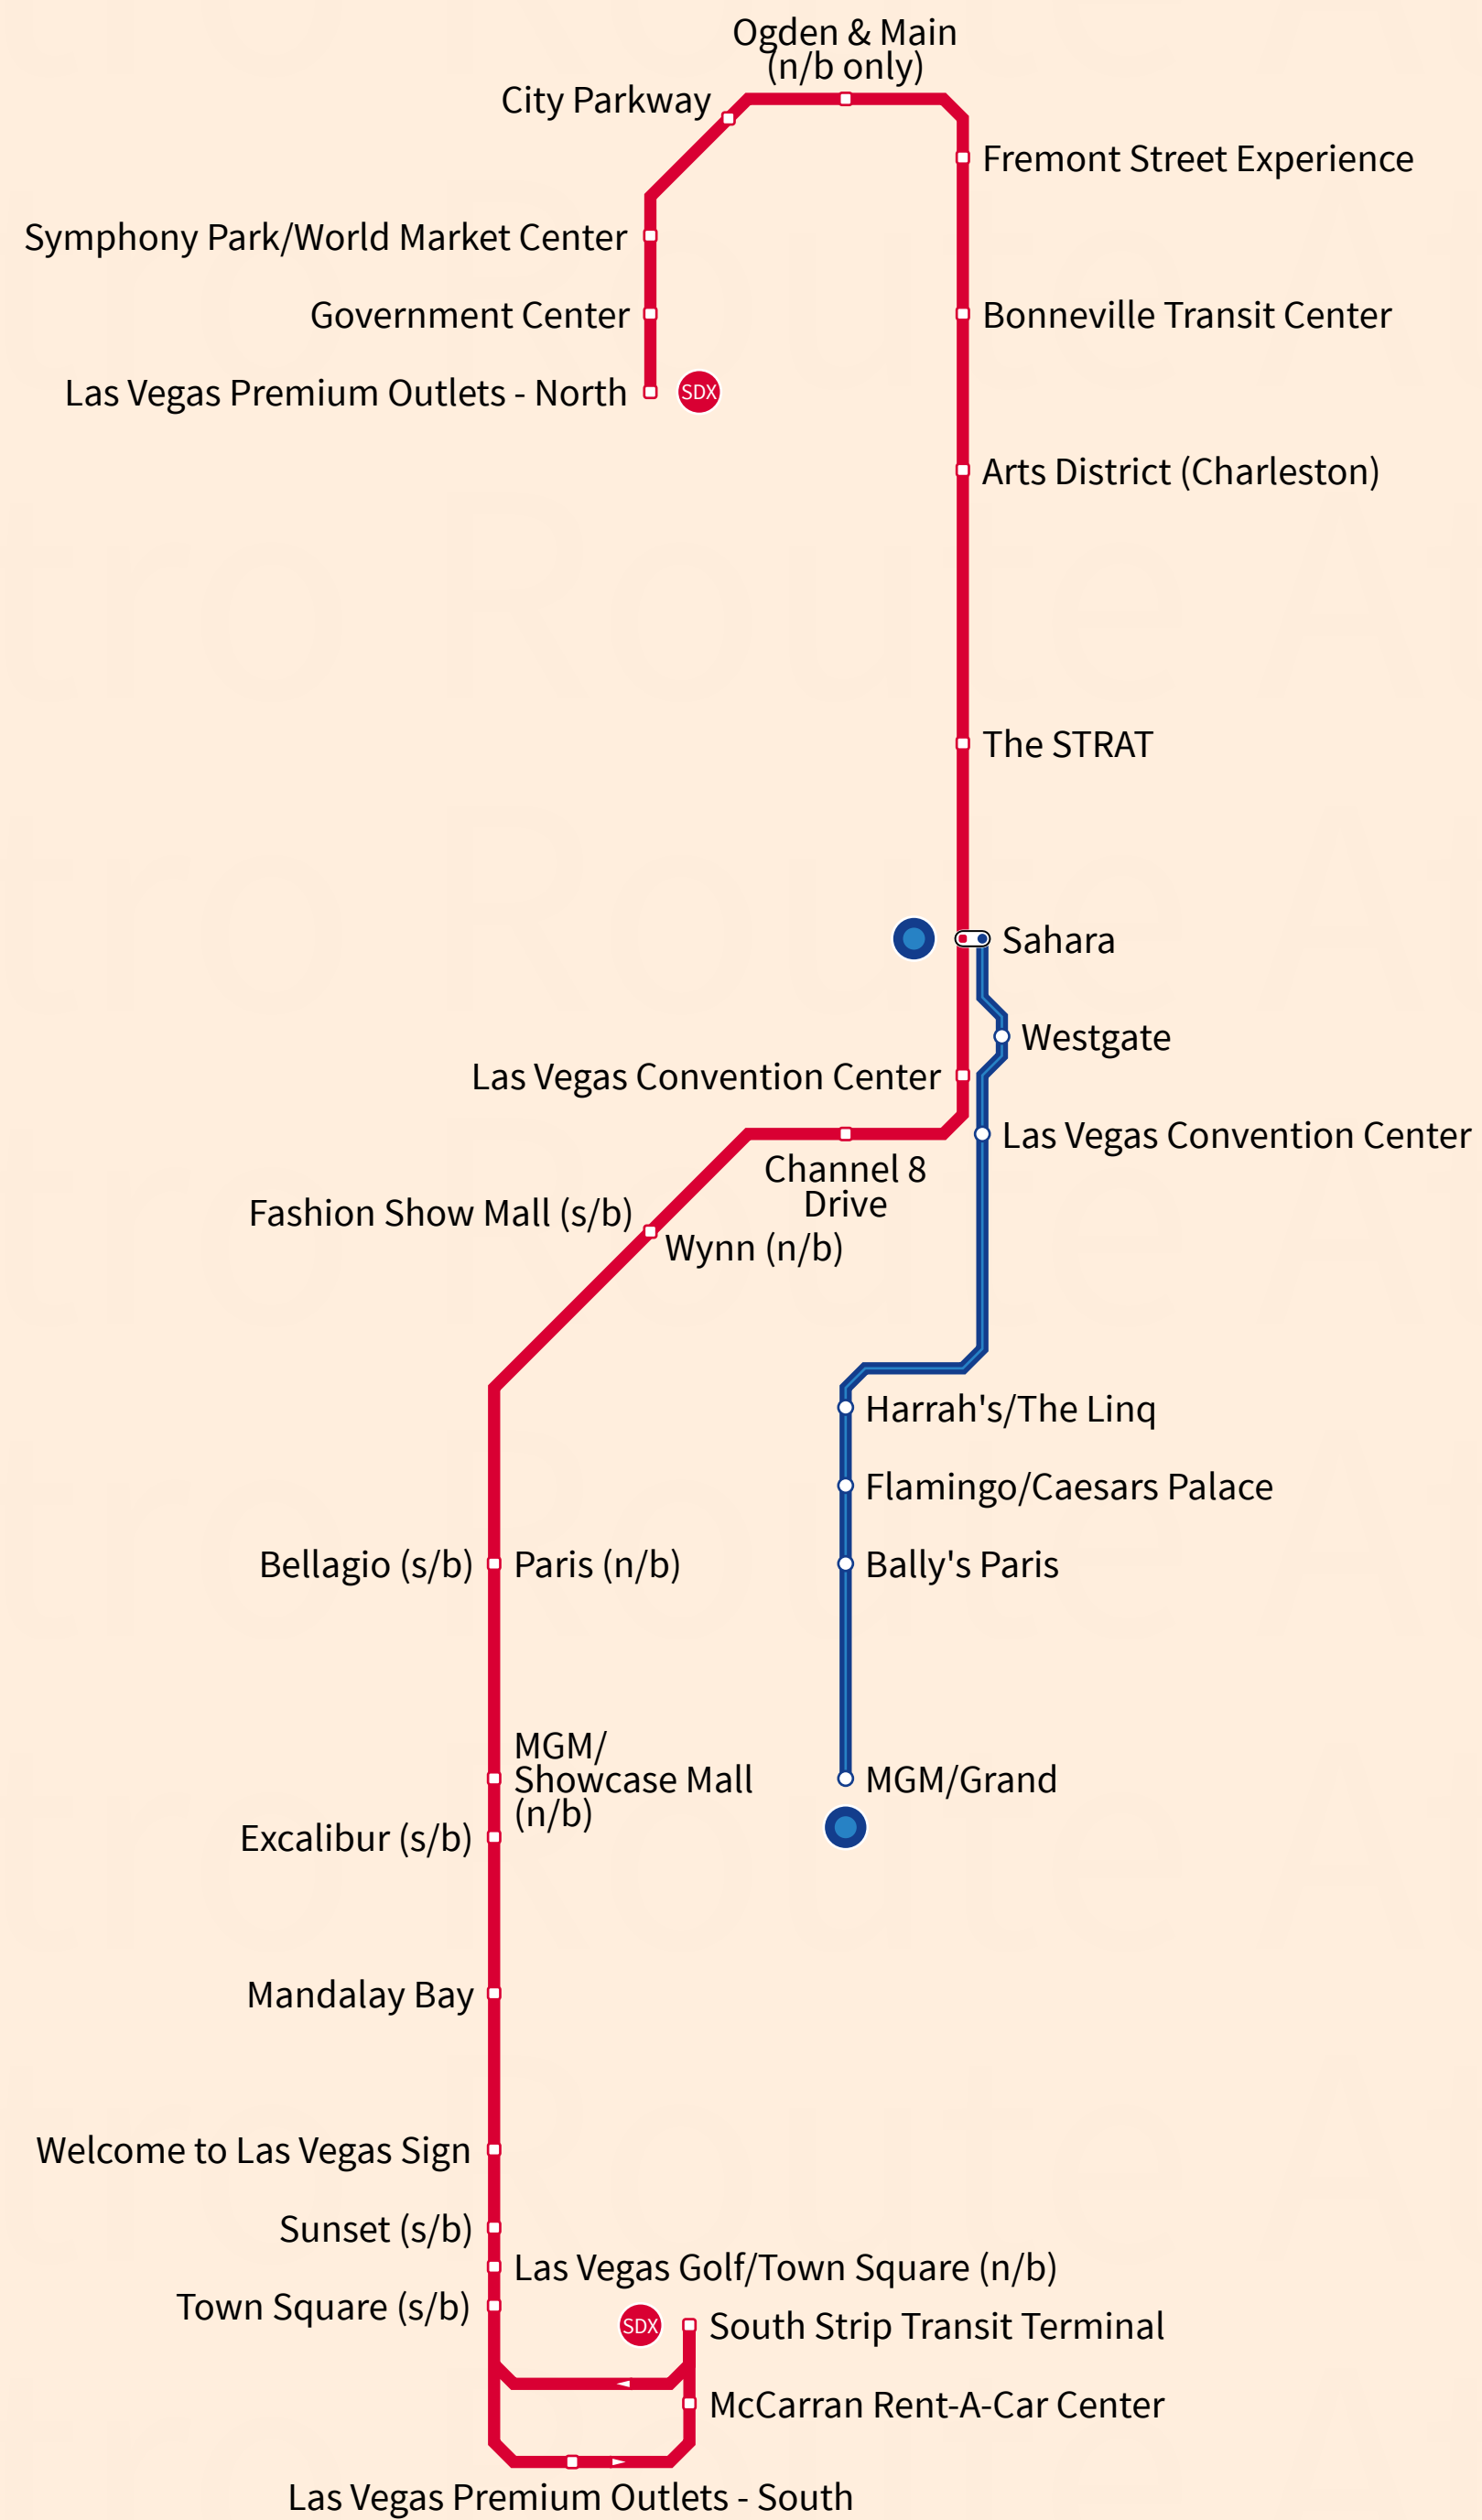 Ogden & Main
(n/b only)
City Parkway
Fremont Street Experience
Symphony Park/World Market Center
Government Center
Bonneville Transit Center
Las Vegas Premium Outlets - North
SDX
Arts District (Charleston)
The STRAT
Sahara
Westgate
Las Vegas Convention Center
Las Vegas Convention Center
Channel 8
Drive
Fashion Show Mall (s/b)
Wynn (n/b)
Harrah's/The Linq
Flamingo/Caesars Palace
Bellagio (s/b)
Paris (n/b)
Bally's Paris
MGM/
Showcase Mall
(n/b)
MGM/Grand
Excalibur (s/b)
Mandalay Bay
Welcome to Las Vegas Sign
Sunset (s/b)
Las Vegas Golf/Town Square (n/b)
Town Square (s/b)
SDX
South Strip Transit Terminal
McCarran Rent-A-Car Center
Las Vegas Premium Outlets - South